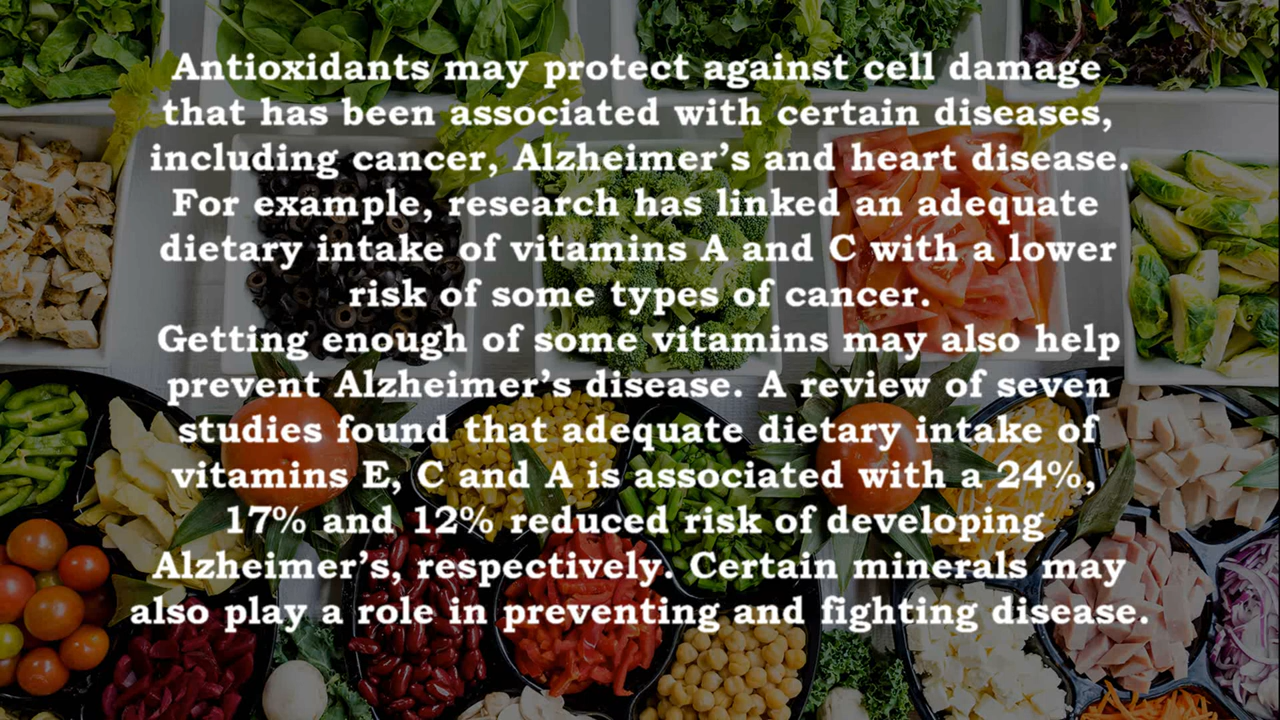 Antioxidants may protect against cell damage
that has been associated with certain diseases,
including cancer, Alzheimer’s and heart disease.
For example, research has linked an adequate
dietary intake of vitamins A and C with a lower
risk of some types of cancer.
Getting enough of some vitamins may also help
prevent Alzheimer’s disease. A review of seven
studies found that adequate dietary intake of
vitamins E, C and A is associated with a 24%,
17% and 12% reduced risk of developing
Alzheimer’s, respectively. Certain minerals may
also play a role in preventing and fighting disease.